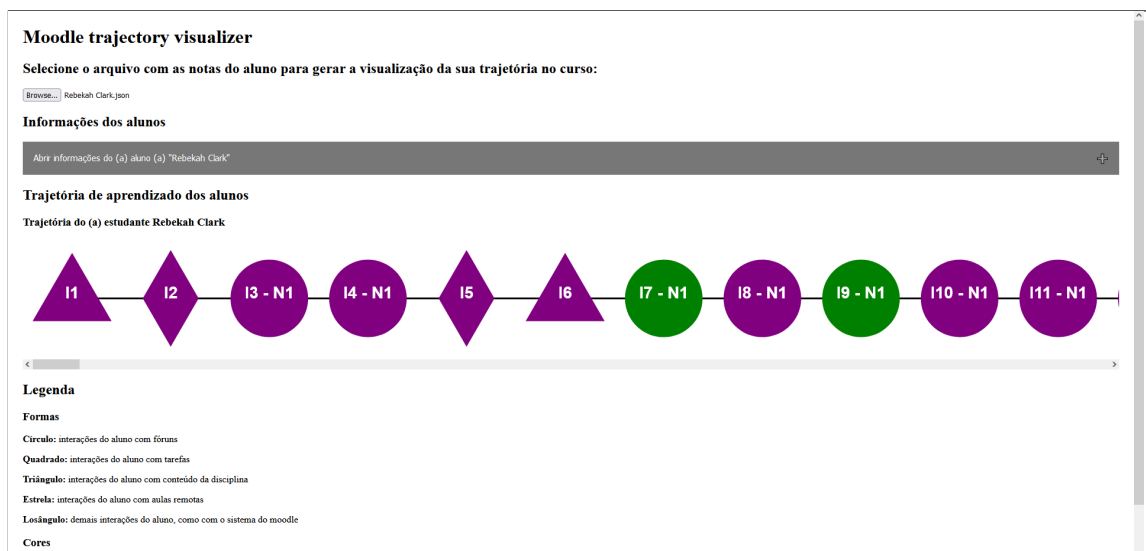 Moodle trajectory visualizer
Selecione o arquivo com as notas do aluno para gerar a visualização da sua trajetória no curso:
Browse... Rebekah Clark.json
Informações dos alunos
Abrir informações do (a) aluno (a) "Rebekah Clark"
Trajetória de aprendizado dos alunos
Trajetória do (a) estudante Rebekah Clark
I1 I2 I3 - N1 I4 - N1 I5 I6 I7 - N1 I8 - N1 I9 - N1 I10 - N1 I11 - N1
Legenda
Formas
Círculo: interações do aluno com fóruns
Quadrado: interações do aluno com tarefas
Triângulo: interações do aluno com conteúdo da disciplina
Estrela: interações do aluno com aulas remotas
Losângulo: demais interações do aluno, como com o sistema do moodle
Cores